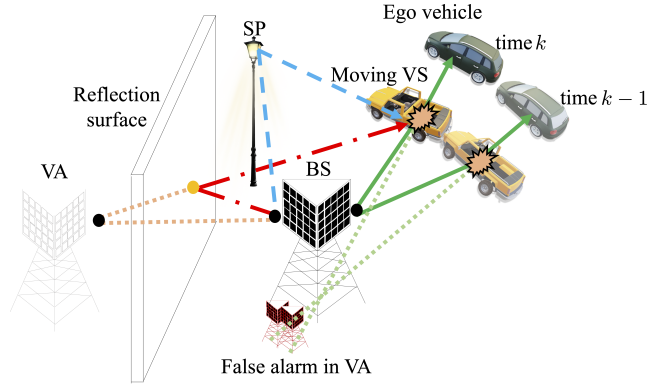 Ego vehicle
SP
time k
Moving VS
Reflection
surface
time k − 1
VA
BS
False alarm in VA